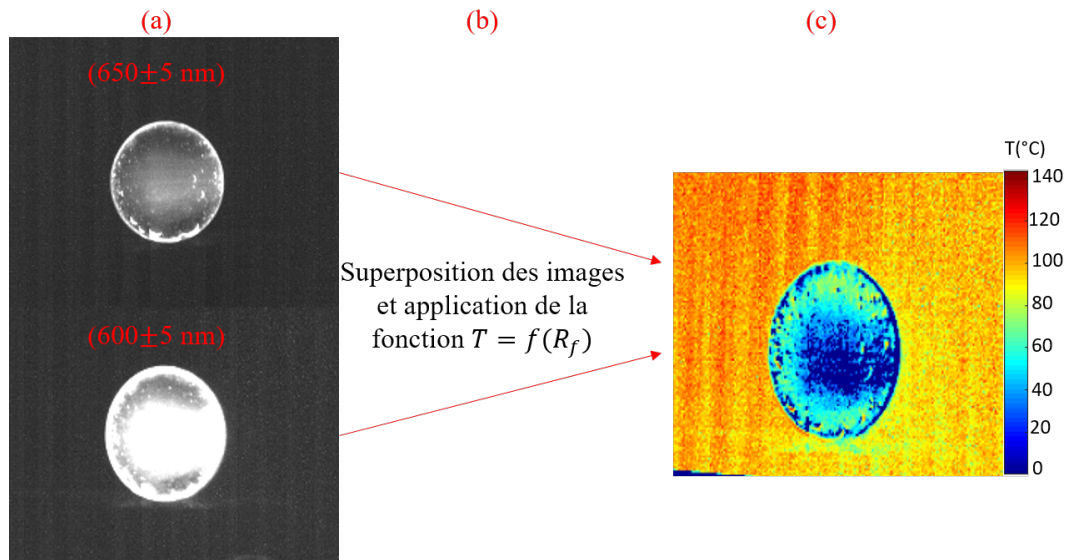 (a)
(b)
(c)
(650±5 nm)
(600±5 nm)
Superposition des images
et application de la
fonction T = f(R_f)
T(°C)
140
120
100
80
60
40
20
0